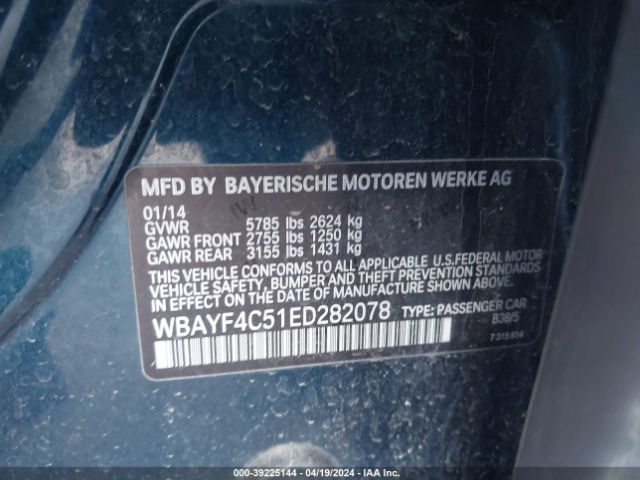 MFD BY BAYERISCHE MOTOREN WERKE AG
01/14
GVWR 5785 lbs 2624 kg
GAWR FRONT 2755 lbs 1250 kg
GAWR REAR 3155 lbs 1431 kg
THIS VEHICLE CONFORMS TO ALL APPLICABLE U.S.FEDERAL MOTOR
VEHICLE SAFETY, BUMPER AND THEFT PREVENTION STANDARDS
IN EFFECT ON THE DATE OF MANUFACTURE SHOWN ABOVE.
WBAYF4C51ED282078 TYPE: PASSENGER CAR
B38/5
7 315 814
000-39225144 - 04/19/2024 - IAA Inc.